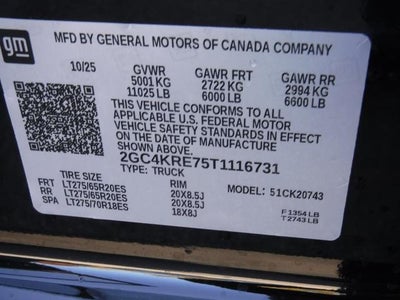 gm
MFD BY GENERAL MOTORS OF CANADA COMPANY
10/25 GVWR GAWR FRT GAWR RR
5001 KG 2722 KG 2994 KG
11025 LB 6000 LB 6600 LB
THIS VEHICLE CONFORMS TO ALL
APPLICABLE U.S. FEDERAL MOTOR
VEHICLE SAFETY STANDARDS IN EFFECT
ON THE DATE OF MANUFACTURE
SHOWN ABOVE.
2GC4KRE75T1116731
TYPE: TRUCK
TIRE SIZE RIM MODEL: 51CK20743
FRT LT275/65R20ES 20X8.5J
RR LT275/65R20ES 20X8.5J F 1354 LB
SPA LT275/70R18ES 18X8J T 2743 LB